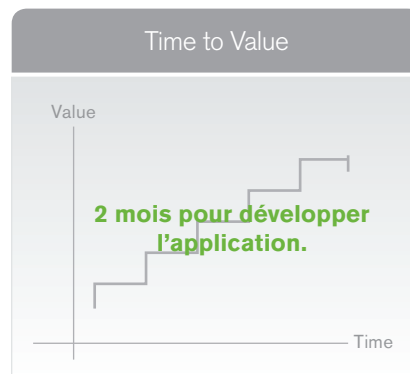 Time to Value
Value
2 mois pour développer
l'application.
Time